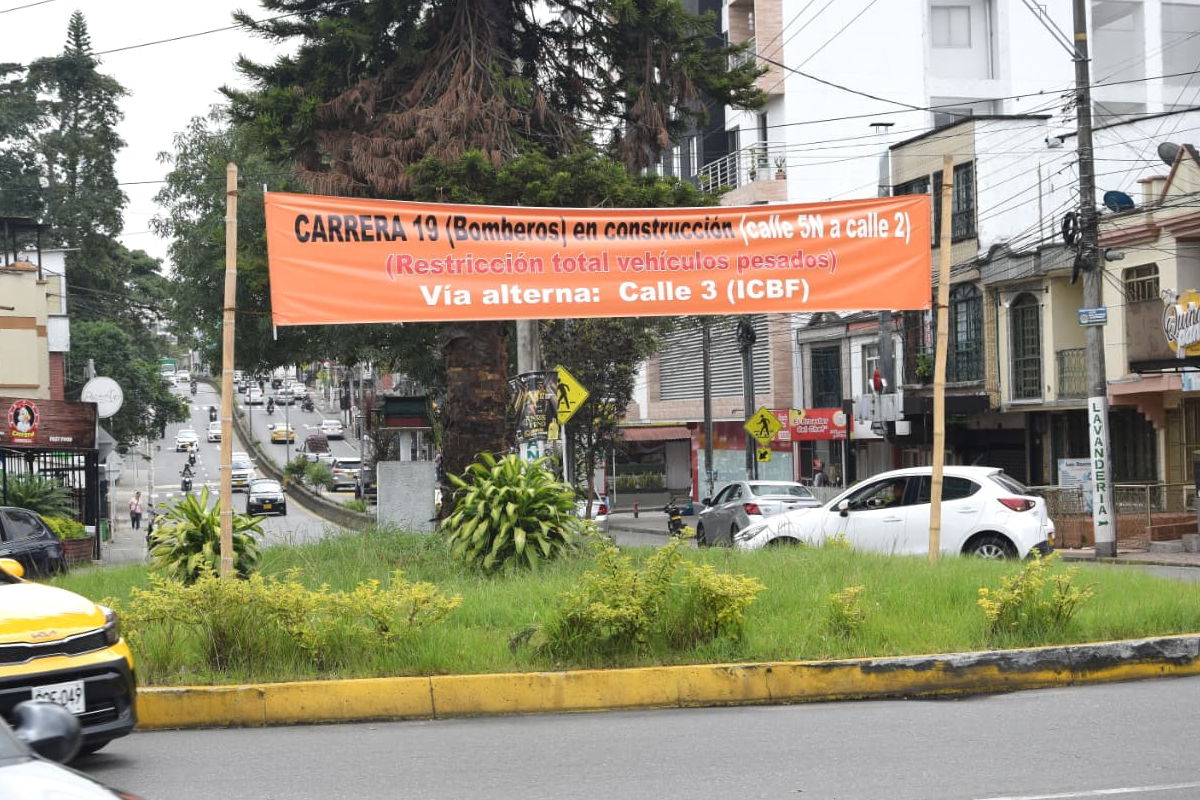 CARRERA 19 (Bomberos) en construcción (calle 5N a calle 2)
(Restricción total vehículos pesados)
Vía alterna: Calle 3 (ICBF)
LAVANDERIA
KIA